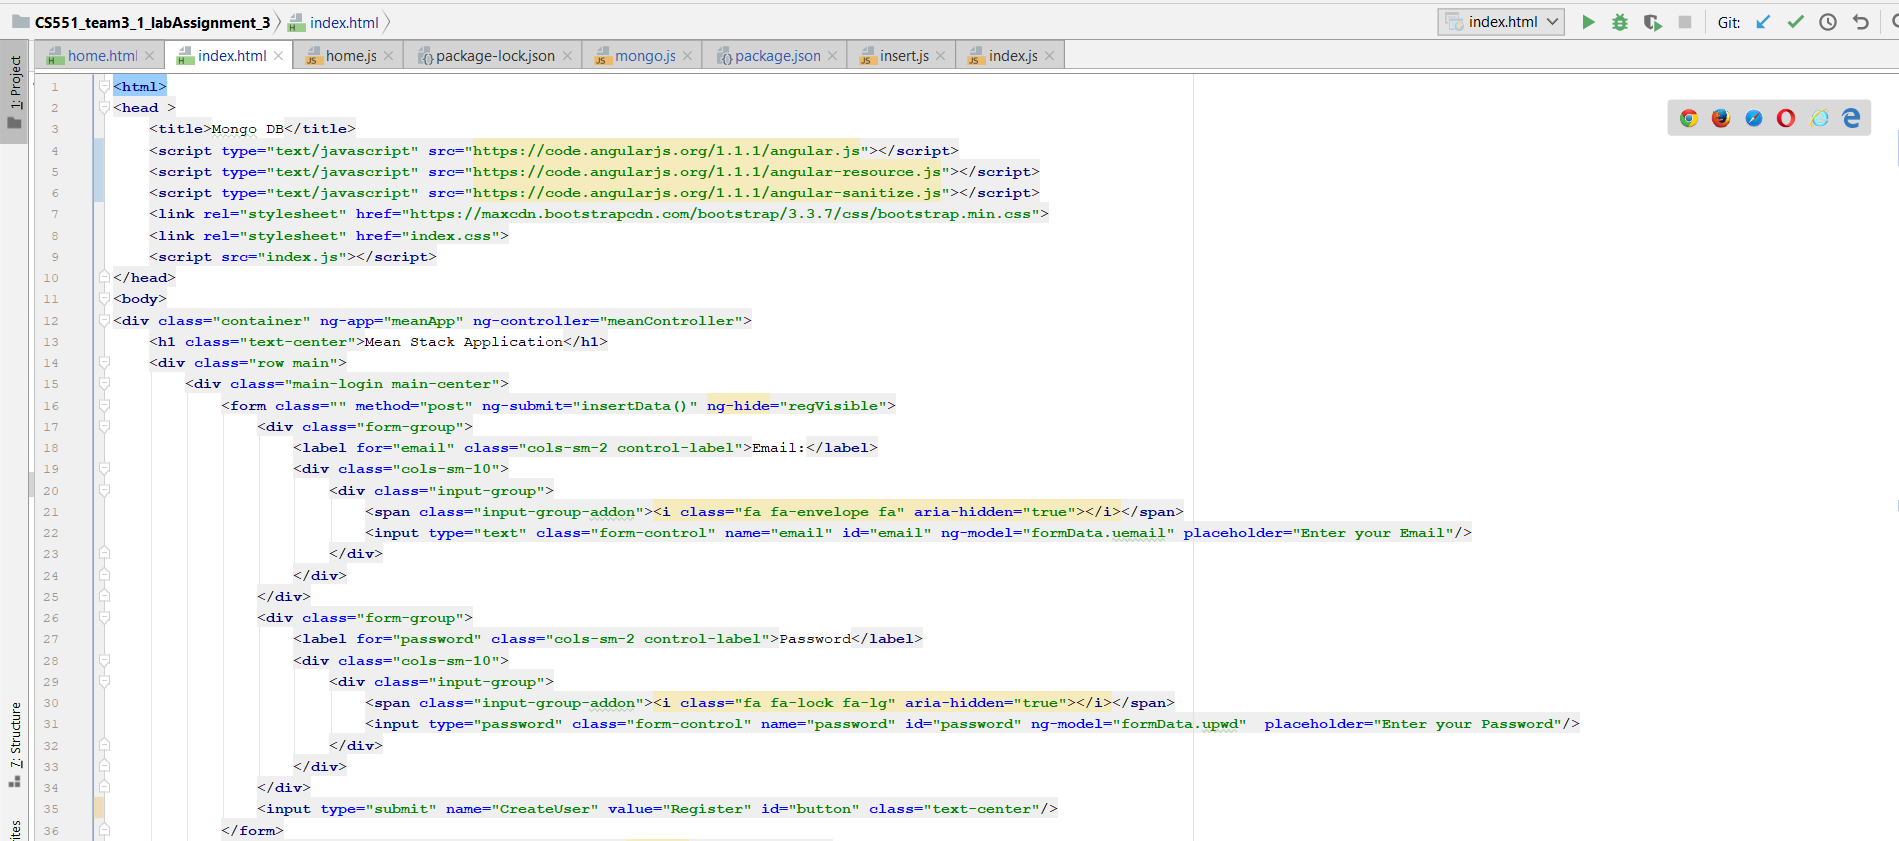 CS551_team3_1_labAssignment_3 index.html index.html Git:
home.html index.html home.js package-lock.json mongo.js package.json insert.js index.js
1: Project
7: Structure
1 <html>
2 <head >
3 <title>Mongo DB</title>
4 <script type="text/javascript" src="https://code.angularjs.org/1.1.1/angular.js"></script>
5 <script type="text/javascript" src="https://code.angularjs.org/1.1.1/angular-resource.js"></script>
6 <script type="text/javascript" src="https://code.angularjs.org/1.1.1/angular-sanitize.js"></script>
7 <link rel="stylesheet" href="https://maxcdn.bootstrapcdn.com/bootstrap/3.3.7/css/bootstrap.min.css">
8 <link rel="stylesheet" href="index.css">
9 <script src="index.js"></script>
10 </head>
11 <body>
12 <div class="container" ng-app="meanApp" ng-controller="meanController">
13 <h1 class="text-center">Mean Stack Application</h1>
14 <div class="row main">
15 <div class="main-login main-center">
16 <form class="" method="post" ng-submit="insertData()" ng-hide="regVisible">
17 <div class="form-group">
18 <label for="email" class="cols-sm-2 control-label">Email:</label>
19 <div class="cols-sm-10">
20 <div class="input-group">
21 <span class="input-group-addon"><i class="fa fa-envelope fa" aria-hidden="true"></i></span>
22 <input type="text" class="form-control" name="email" id="email" ng-model="formData.uemail" placeholder="Enter your Email"/>
23 </div>
24 </div>
25 </div>
26 <div class="form-group">
27 <label for="password" class="cols-sm-2 control-label">Password</label>
28 <div class="cols-sm-10">
29 <div class="input-group">
30 <span class="input-group-addon"><i class="fa fa-lock fa-lg" aria-hidden="true"></i></span>
31 <input type="password" class="form-control" name="password" id="password" ng-model="formData.upwd"  placeholder="Enter your Password"/>
32 </div>
33 </div>
34 </div>
35 <input type="submit" name="CreateUser" value="Register" id="button" class="text-center"/>
36 </form>